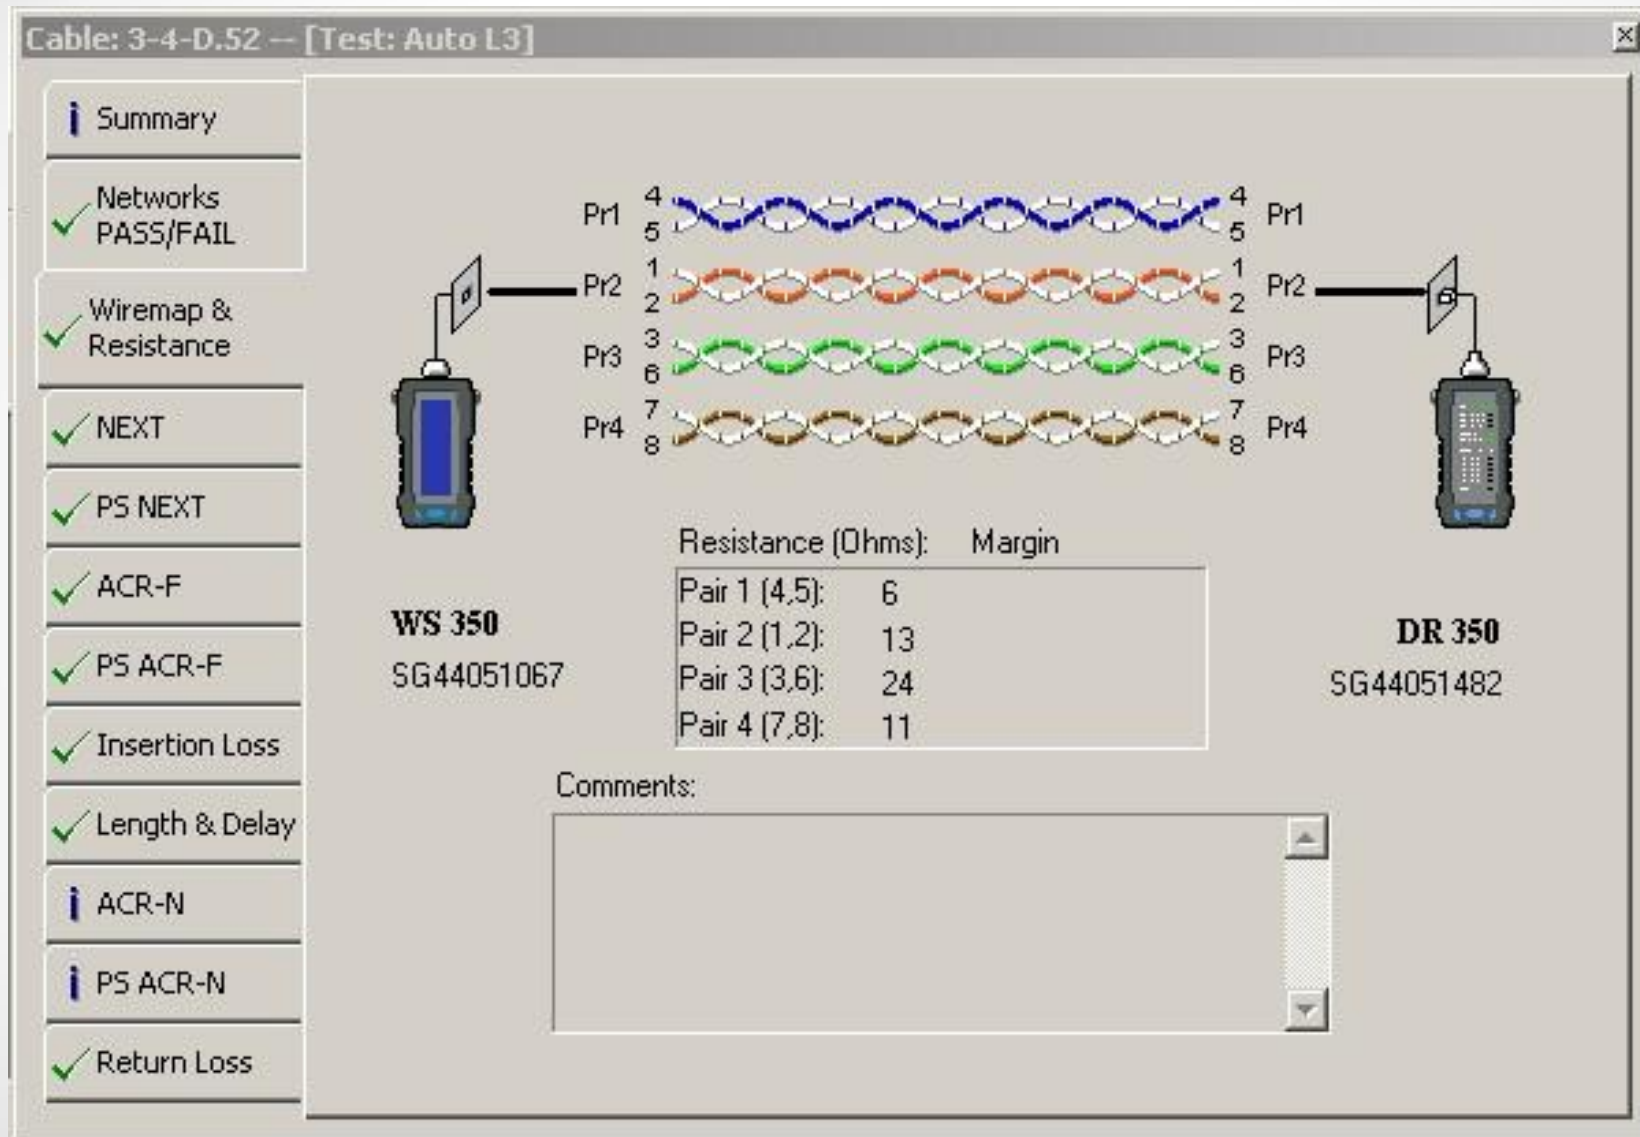 Cable: 3-4-D.52 -- [Test: Auto L3]
Summary
Networks
PASS/FAIL
Wiremap &
Resistance
NEXT
PS NEXT
ACR-F
PS ACR-F
Insertion Loss
Length & Delay
ACR-N
PS ACR-N
Return Loss
Pr1 4 4 Pr1
5 5
Pr2 1 1 Pr2
2 2
Pr3 3 3 Pr3
6 6
Pr4 7 7 Pr4
8 8
WS 350
SG44051067
DR 350
SG44051482
Resistance (Ohms): Margin
Pair 1 (4,5): 6
Pair 2 (1,2): 13
Pair 3 (3,6): 24
Pair 4 (7,8): 11
Comments: